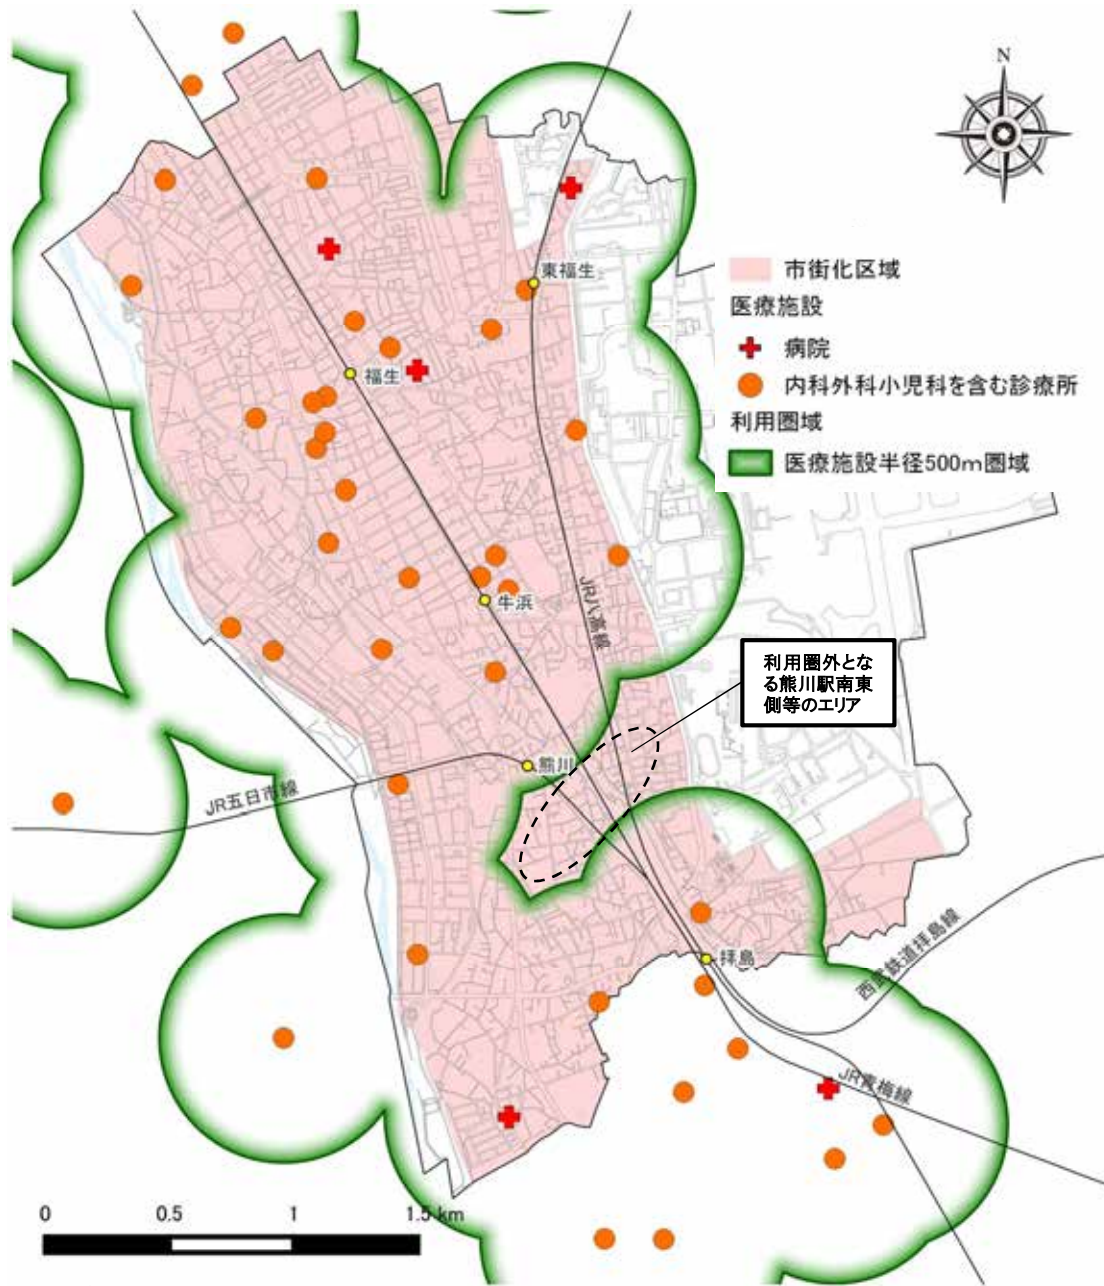 N
東福生
市街化区域
医療施設
病院
内科外科小児科を含む診療所
利用圏域
医療施設半径500m圏域
福生
牛浜
JR八高線
利用圏外とな
る熊川駅南東
側等のエリア
熊川
JR五日市線
拝島
西武鉄道拝島線
JR青梅線
0 0.5 1 1.5 km